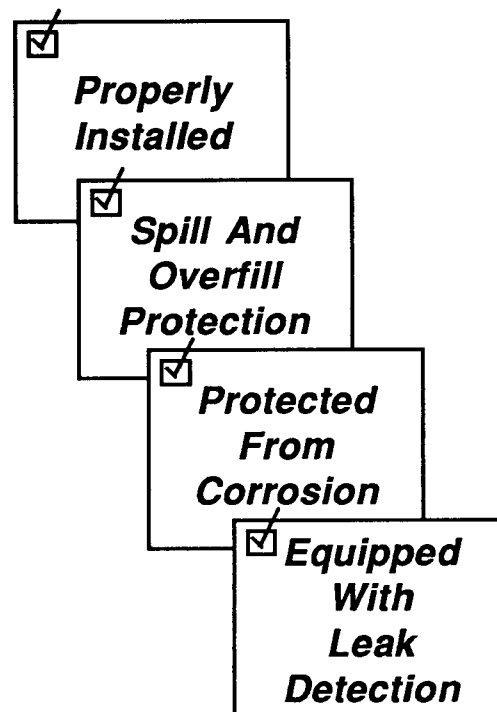 Properly
Installed
Spill And
Overfill
Protection
Protected
From
Corrosion
Equipped
With
Leak
Detection